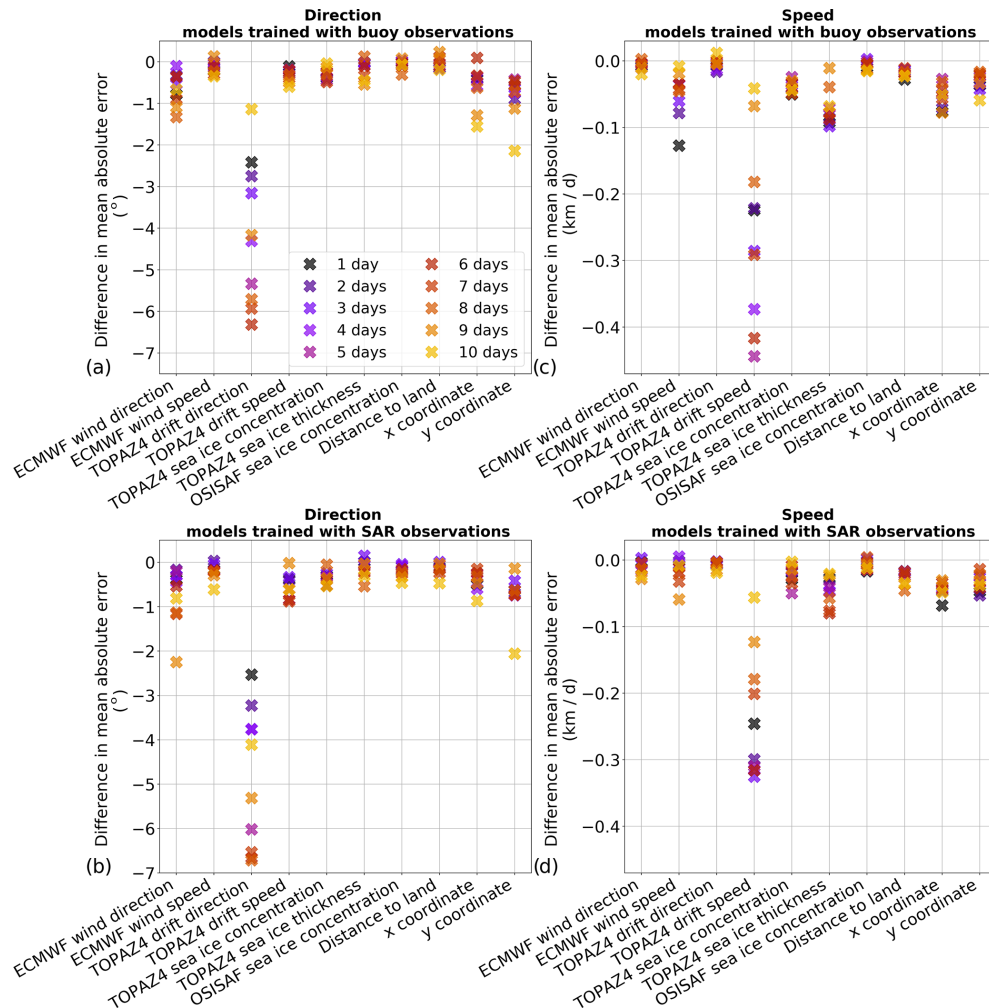 Direction
models trained with buoy observations
Difference in mean absolute error
(°)
0
−1
−2
−3
−4
−5
−6
−7
(a)
1 day
2 days
3 days
4 days
5 days
6 days
7 days
8 days
9 days
10 days
ECMWF wind direction
ECMWF wind speed
TOPAZ4 drift direction
TOPAZ4 drift speed
TOPAZ4 sea ice concentration
TOPAZ4 sea ice thickness
OSISAF sea ice concentration
Distance to land
x coordinate
y coordinate
Speed
models trained with buoy observations
Difference in mean absolute error
(km / d)
0.0
−0.1
−0.2
−0.3
−0.4
(c)
ECMWF wind direction
ECMWF wind speed
TOPAZ4 drift direction
TOPAZ4 drift speed
TOPAZ4 sea ice concentration
TOPAZ4 sea ice thickness
OSISAF sea ice concentration
Distance to land
x coordinate
y coordinate
Direction
models trained with SAR observations
Difference in mean absolute error
(°)
0
−1
−2
−3
−4
−5
−6
−7
(b)
ECMWF wind direction
ECMWF wind speed
TOPAZ4 drift direction
TOPAZ4 drift speed
TOPAZ4 sea ice concentration
TOPAZ4 sea ice thickness
OSISAF sea ice concentration
Distance to land
x coordinate
y coordinate
Speed
models trained with SAR observations
Difference in mean absolute error
(km / d)
0.0
−0.1
−0.2
−0.3
−0.4
(d)
ECMWF wind direction
ECMWF wind speed
TOPAZ4 drift direction
TOPAZ4 drift speed
TOPAZ4 sea ice concentration
TOPAZ4 sea ice thickness
OSISAF sea ice concentration
Distance to land
x coordinate
y coordinate